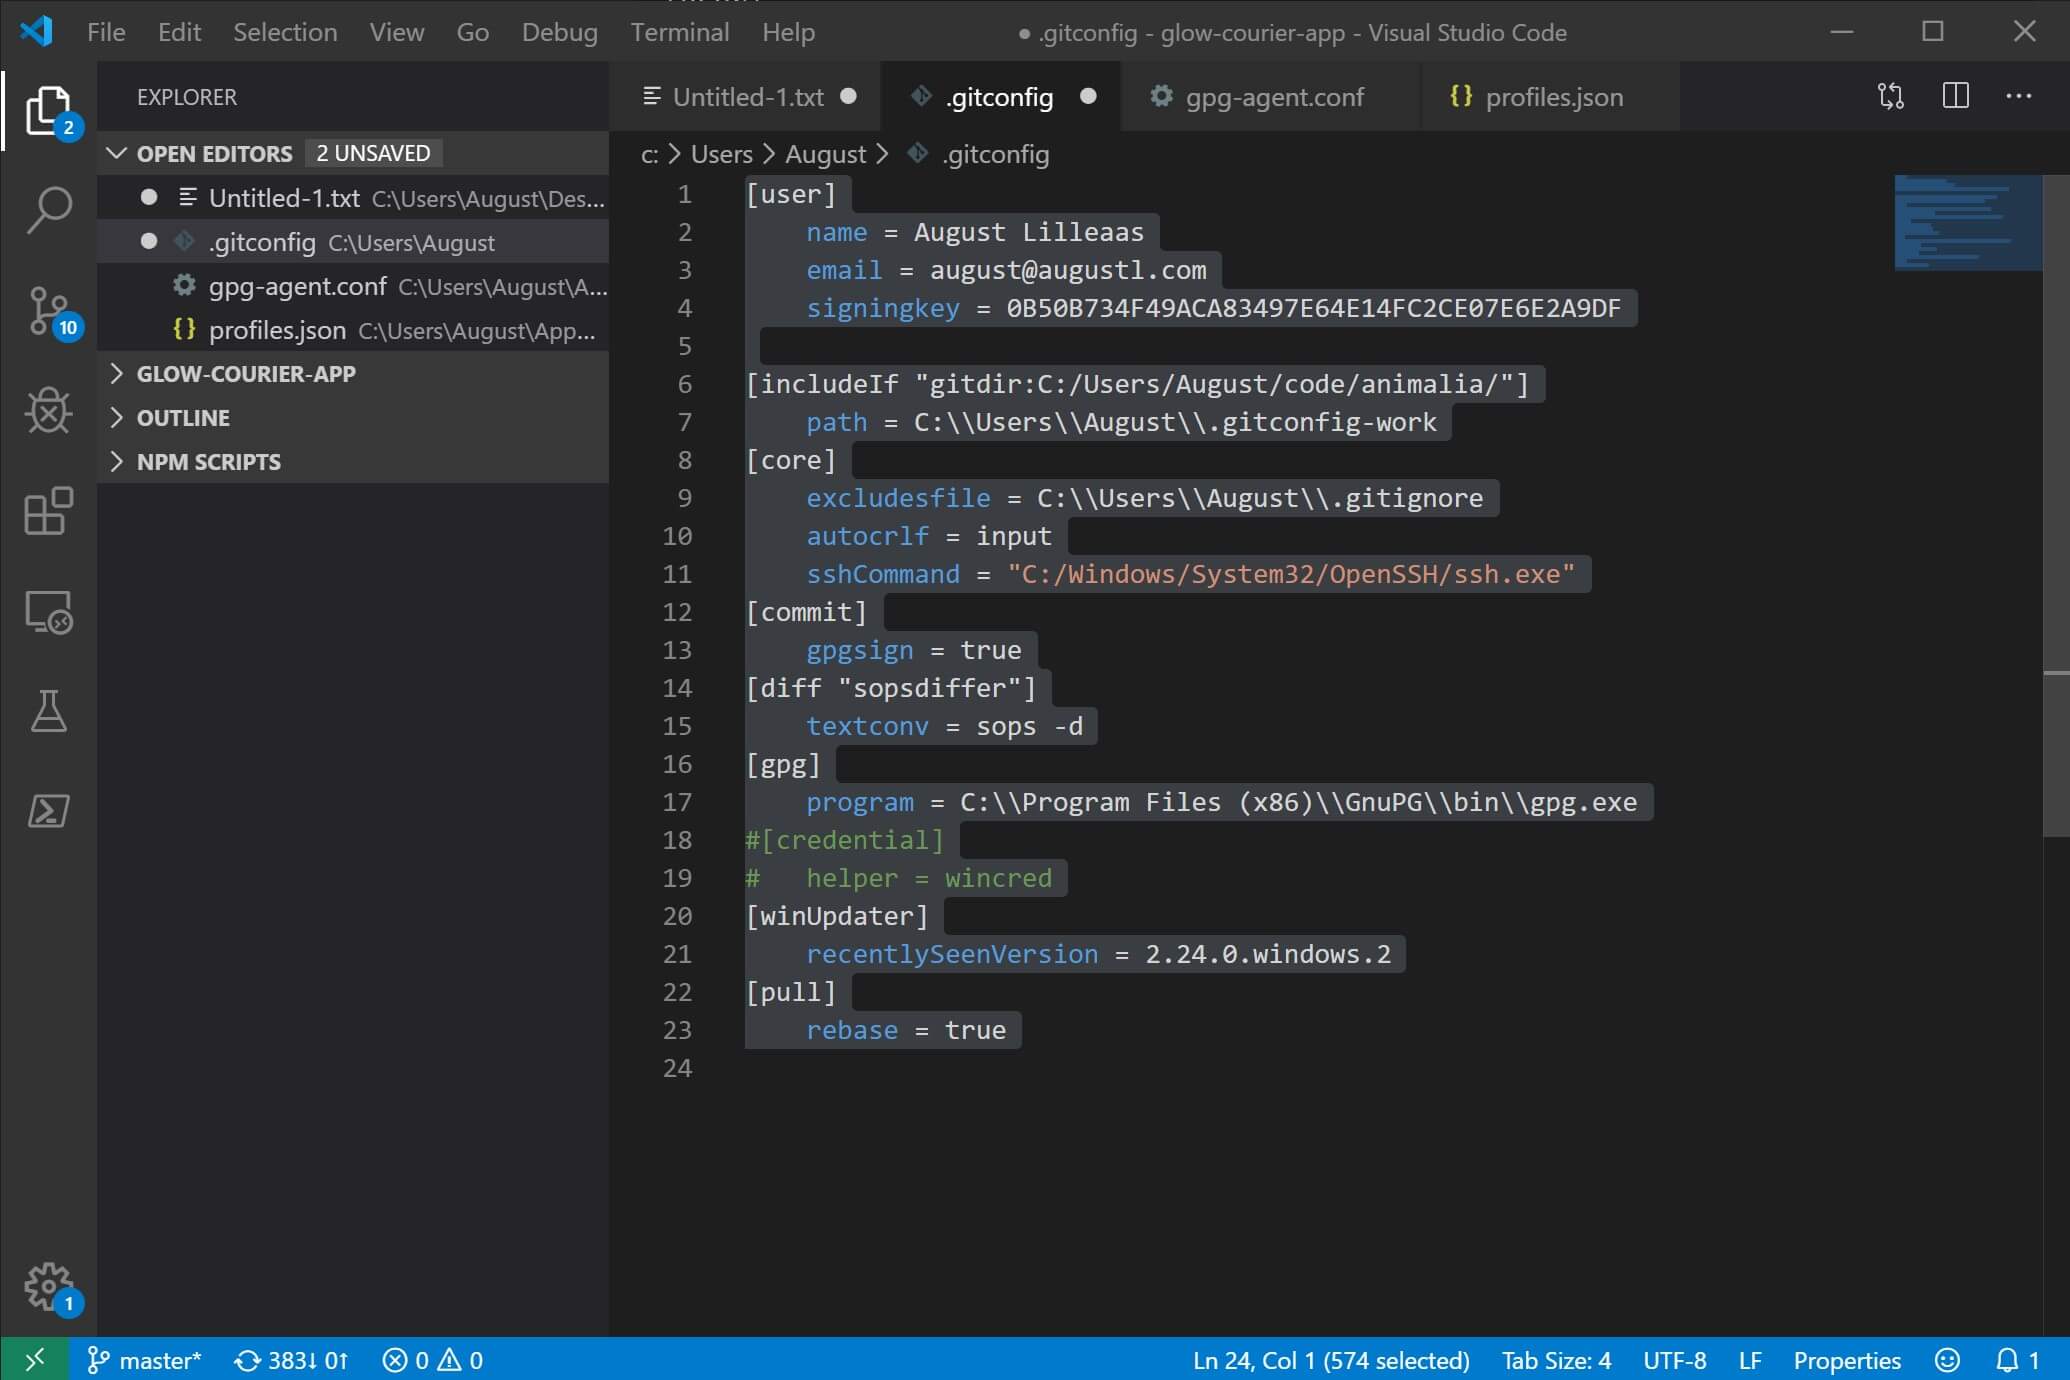 File Edit Selection View Go Debug Terminal Help ● .gitconfig - glow-courier-app - Visual Studio Code
EXPLORER
2
OPEN EDITORS 2 UNSAVED
Untitled-1.txt C:\Users\August\Des...
.gitconfig C:\Users\August
gpg-agent.conf C:\Users\August\A...
{} profiles.json C:\Users\August\App...
10
GLOW-COURIER-APP
OUTLINE
NPM SCRIPTS
1
Untitled-1.txt ● .gitconfig ● gpg-agent.conf {} profiles.json ...
c: > Users > August > .gitconfig
1 [user]
2 name = August Lilleaas
3 email = august@augustl.com
4 signingkey = 0B50B734F49ACA83497E64E14FC2CE07E6E2A9DF
5
6 [includeIf "gitdir:C:/Users/August/code/animalia/"]
7 path = C:\\Users\\August\\.gitconfig-work
8 [core]
9 excludesfile = C:\\Users\\August\\.gitignore
10 autocrlf = input
11 sshCommand = "C:/Windows/System32/OpenSSH/ssh.exe"
12 [commit]
13 gpgsign = true
14 [diff "sopsdiffer"]
15 textconv = sops -d
16 [gpg]
17 program = C:\\Program Files (x86)\\GnuPG\\bin\\gpg.exe
18 #[credential]
19 # helper = wincred
20 [winUpdater]
21 recentlySeenVersion = 2.24.0.windows.2
22 [pull]
23 rebase = true
24
master* 383↓ 0↑ 0 0 Ln 24, Col 1 (574 selected) Tab Size: 4 UTF-8 LF Properties 1